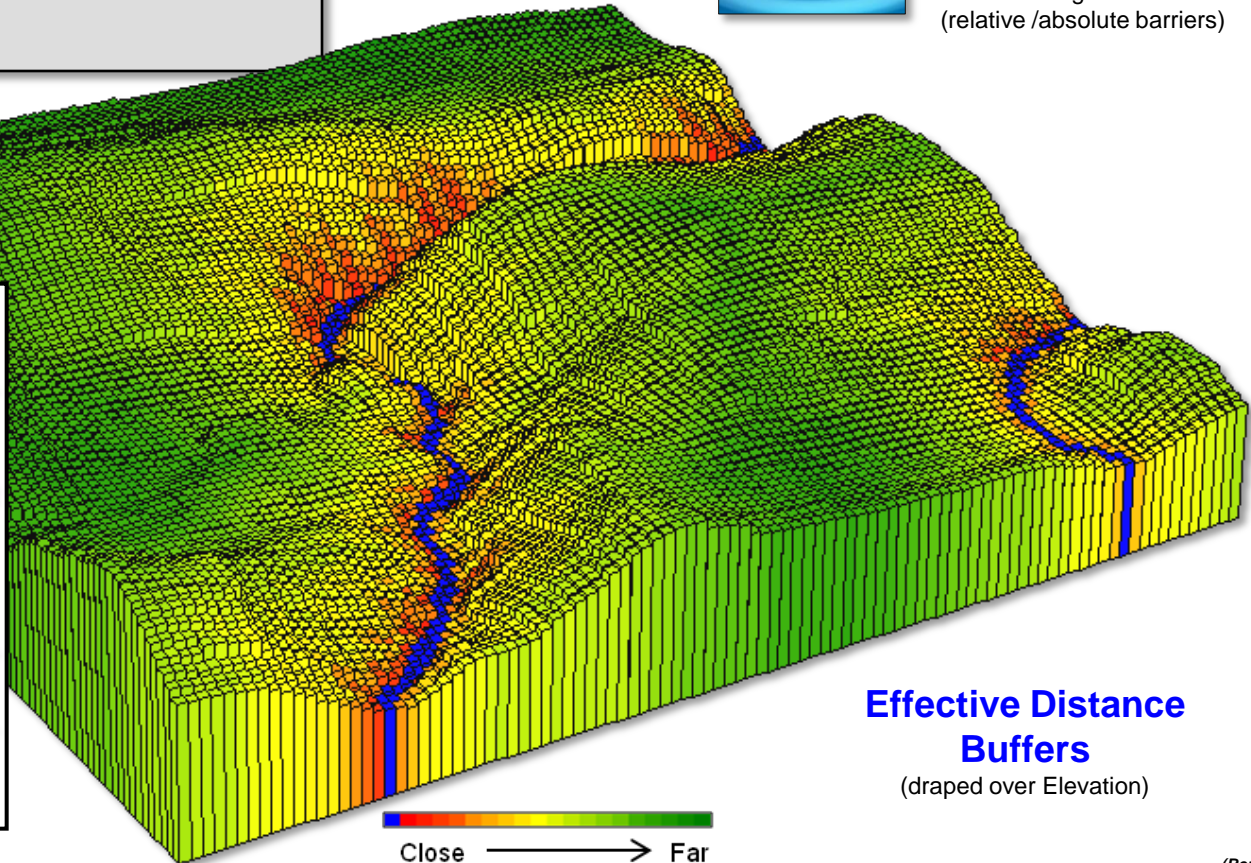 (relative /absolute barriers)
Effective Distance
Buffers
(draped over Elevation)
Close
Far